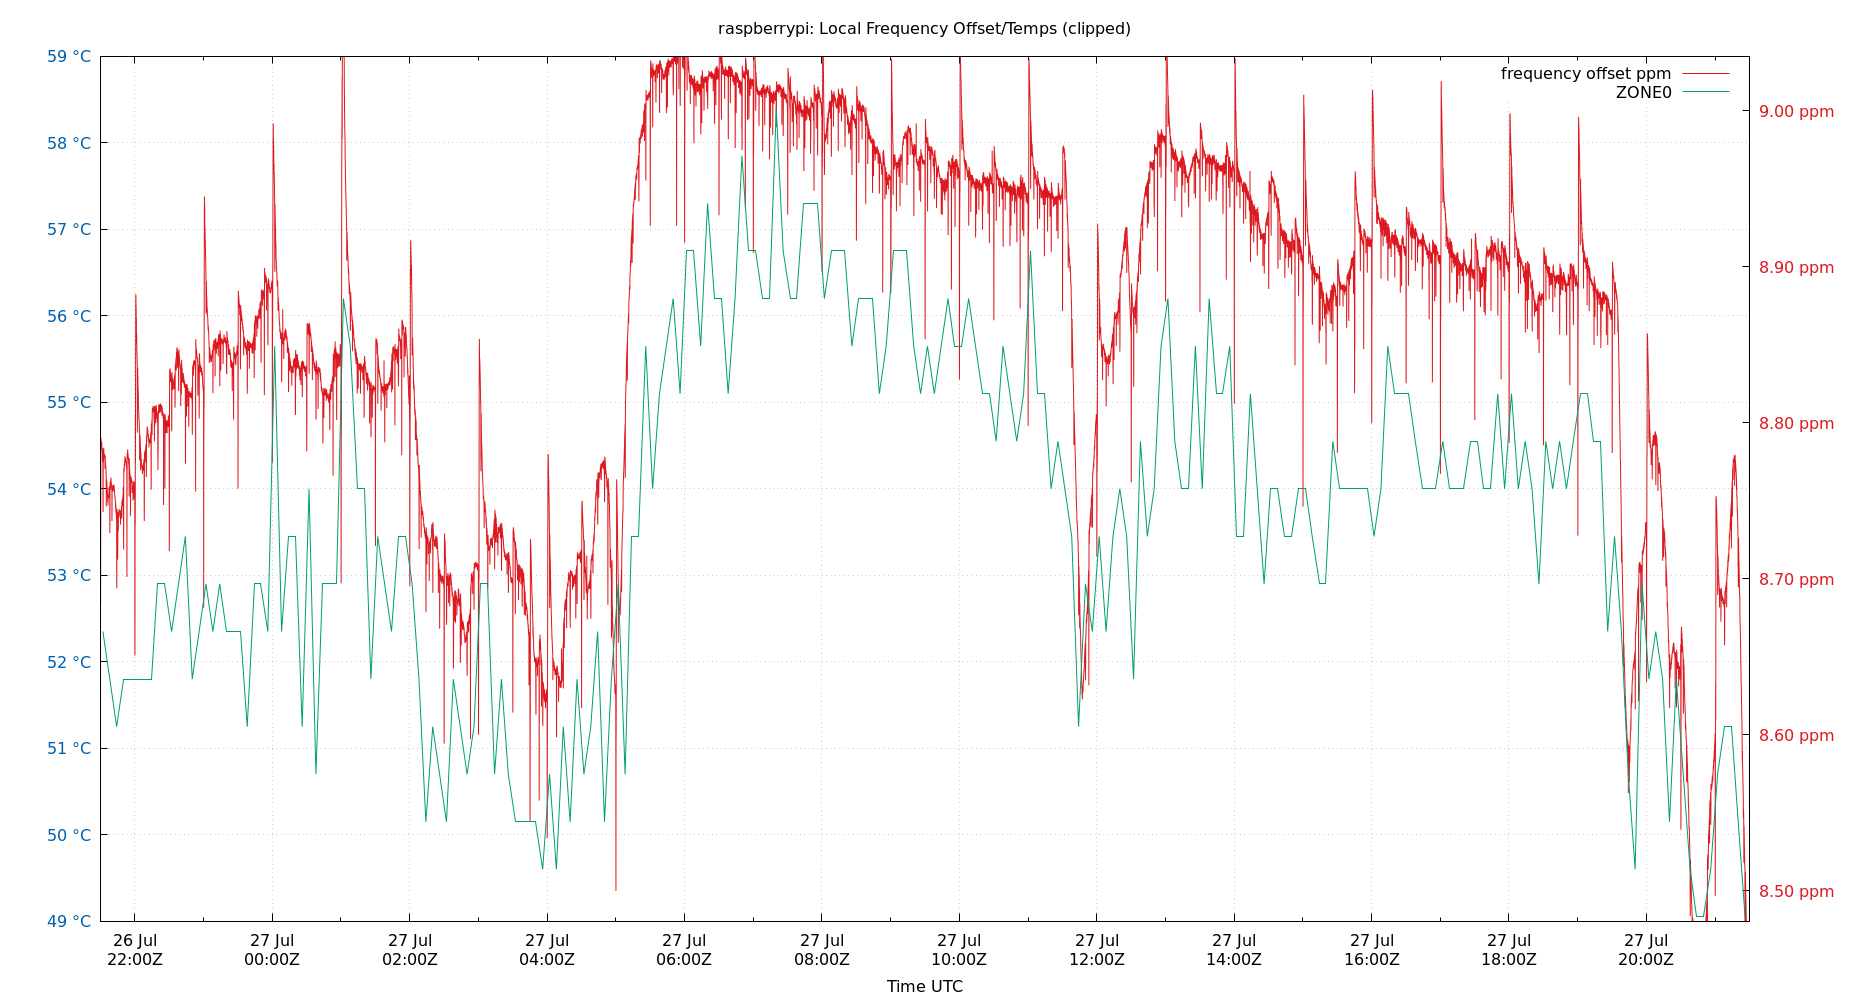 raspberrypi: Local Frequency Offset/Temps (clipped)
frequency offset ppm
ZONE0
59 °C
58 °C
57 °C
56 °C
55 °C
54 °C
53 °C
52 °C
51 °C
50 °C
49 °C
9.00 ppm
8.90 ppm
8.80 ppm
8.70 ppm
8.60 ppm
8.50 ppm
26 Jul
22:00Z
27 Jul
00:00Z
27 Jul
02:00Z
27 Jul
04:00Z
27 Jul
06:00Z
27 Jul
08:00Z
27 Jul
10:00Z
27 Jul
12:00Z
27 Jul
14:00Z
27 Jul
16:00Z
27 Jul
18:00Z
27 Jul
20:00Z
Time UTC